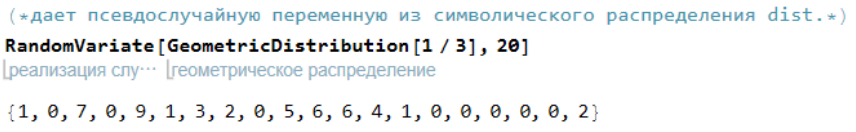 (*дает псевдослучайную переменную из символического распределения dist.*)
RandomVariate[GeometricDistribution[1 / 3], 20]
реализация слу⋯ геометрическое распределение
{1, 0, 7, 0, 9, 1, 3, 2, 0, 5, 6, 6, 4, 1, 0, 0, 0, 0, 0, 2}